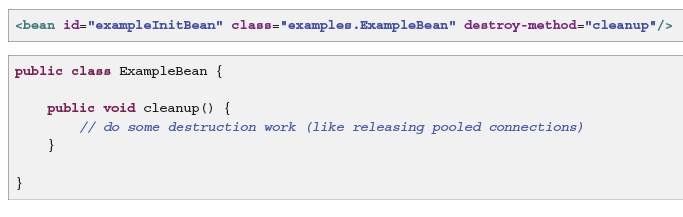 <bean id="exampleInitBean" class="examples.ExampleBean" destroy-method="cleanup"/>
public class ExampleBean {
public void cleanup() {
// do some destruction work (like releasing pooled connections)
}
}